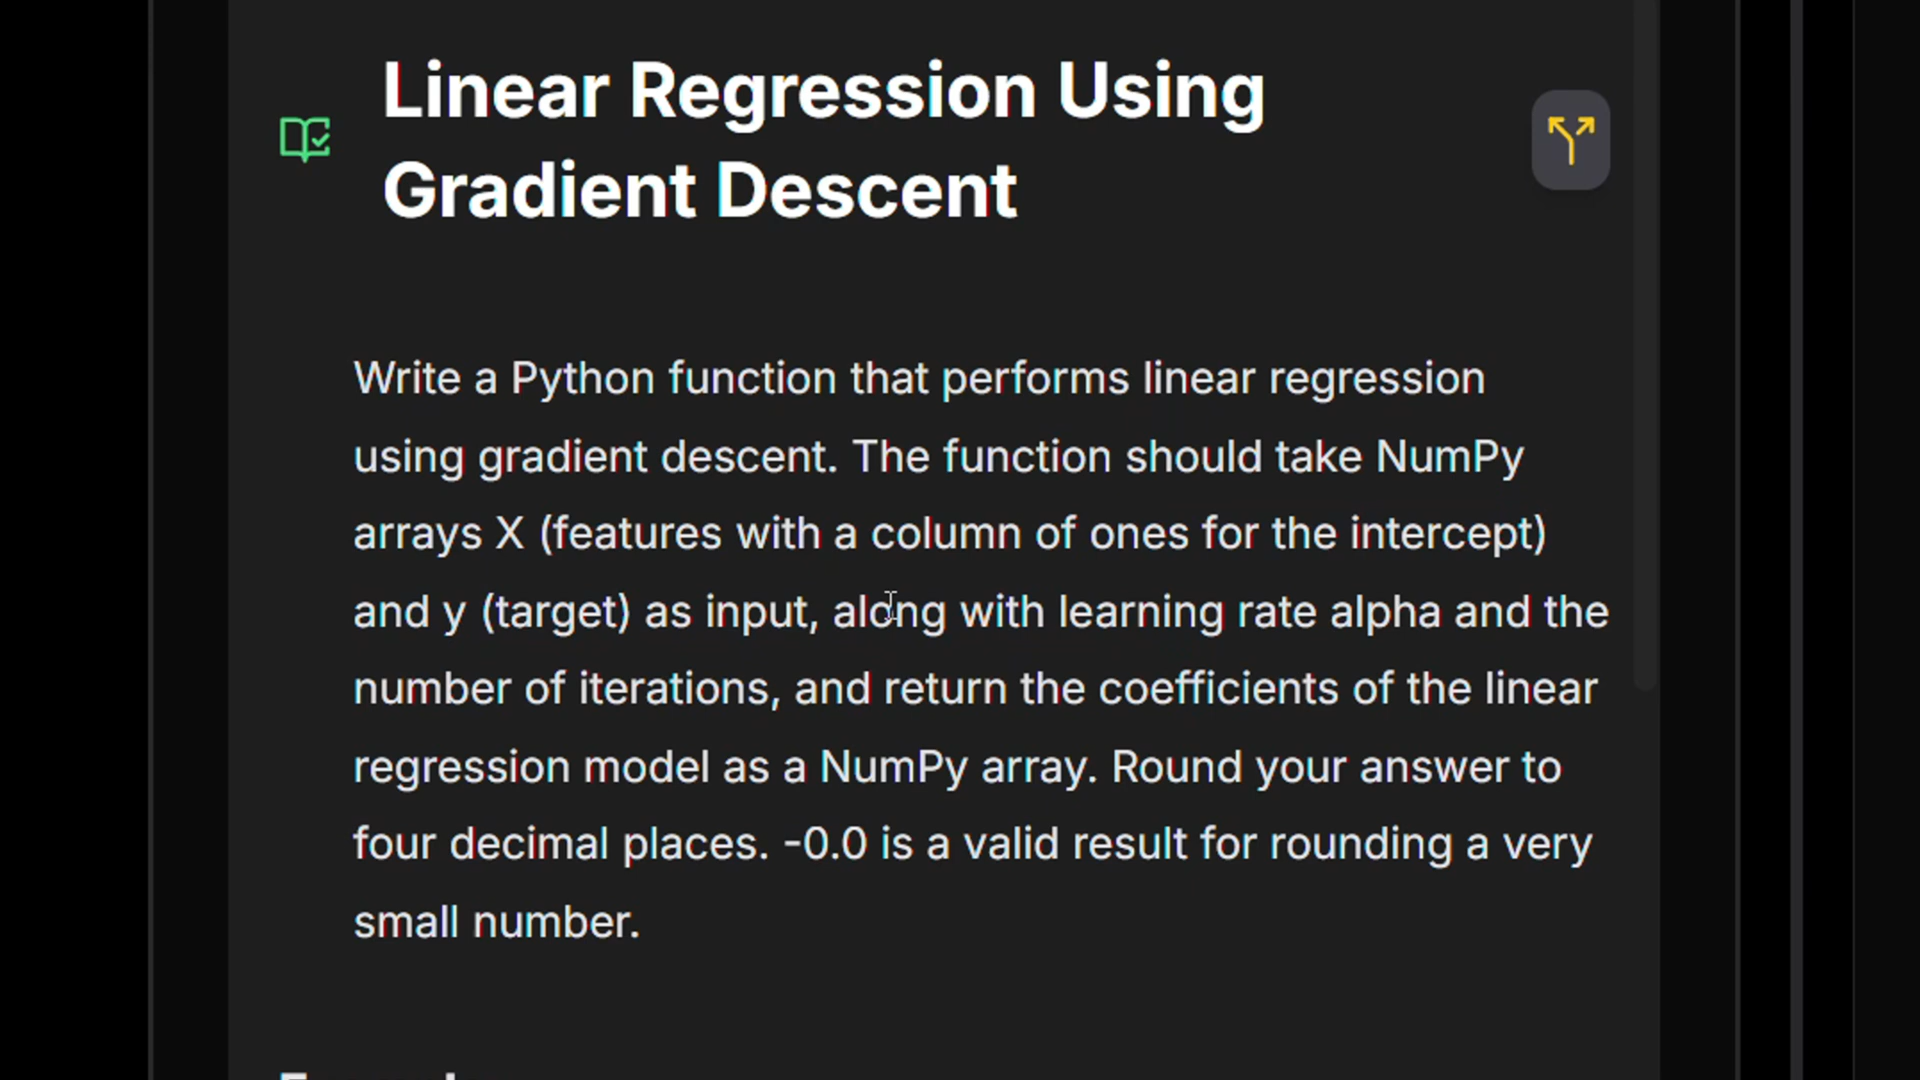 Linear Regression Using
Gradient Descent
Write a Python function that performs linear regression
using gradient descent. The function should take NumPy
arrays X (features with a column of ones for the intercept)
and y (target) as input, along with learning rate alpha and the
number of iterations, and return the coefficients of the linear
regression model as a NumPy array. Round your answer to
four decimal places. -0.0 is a valid result for rounding a very
small number.